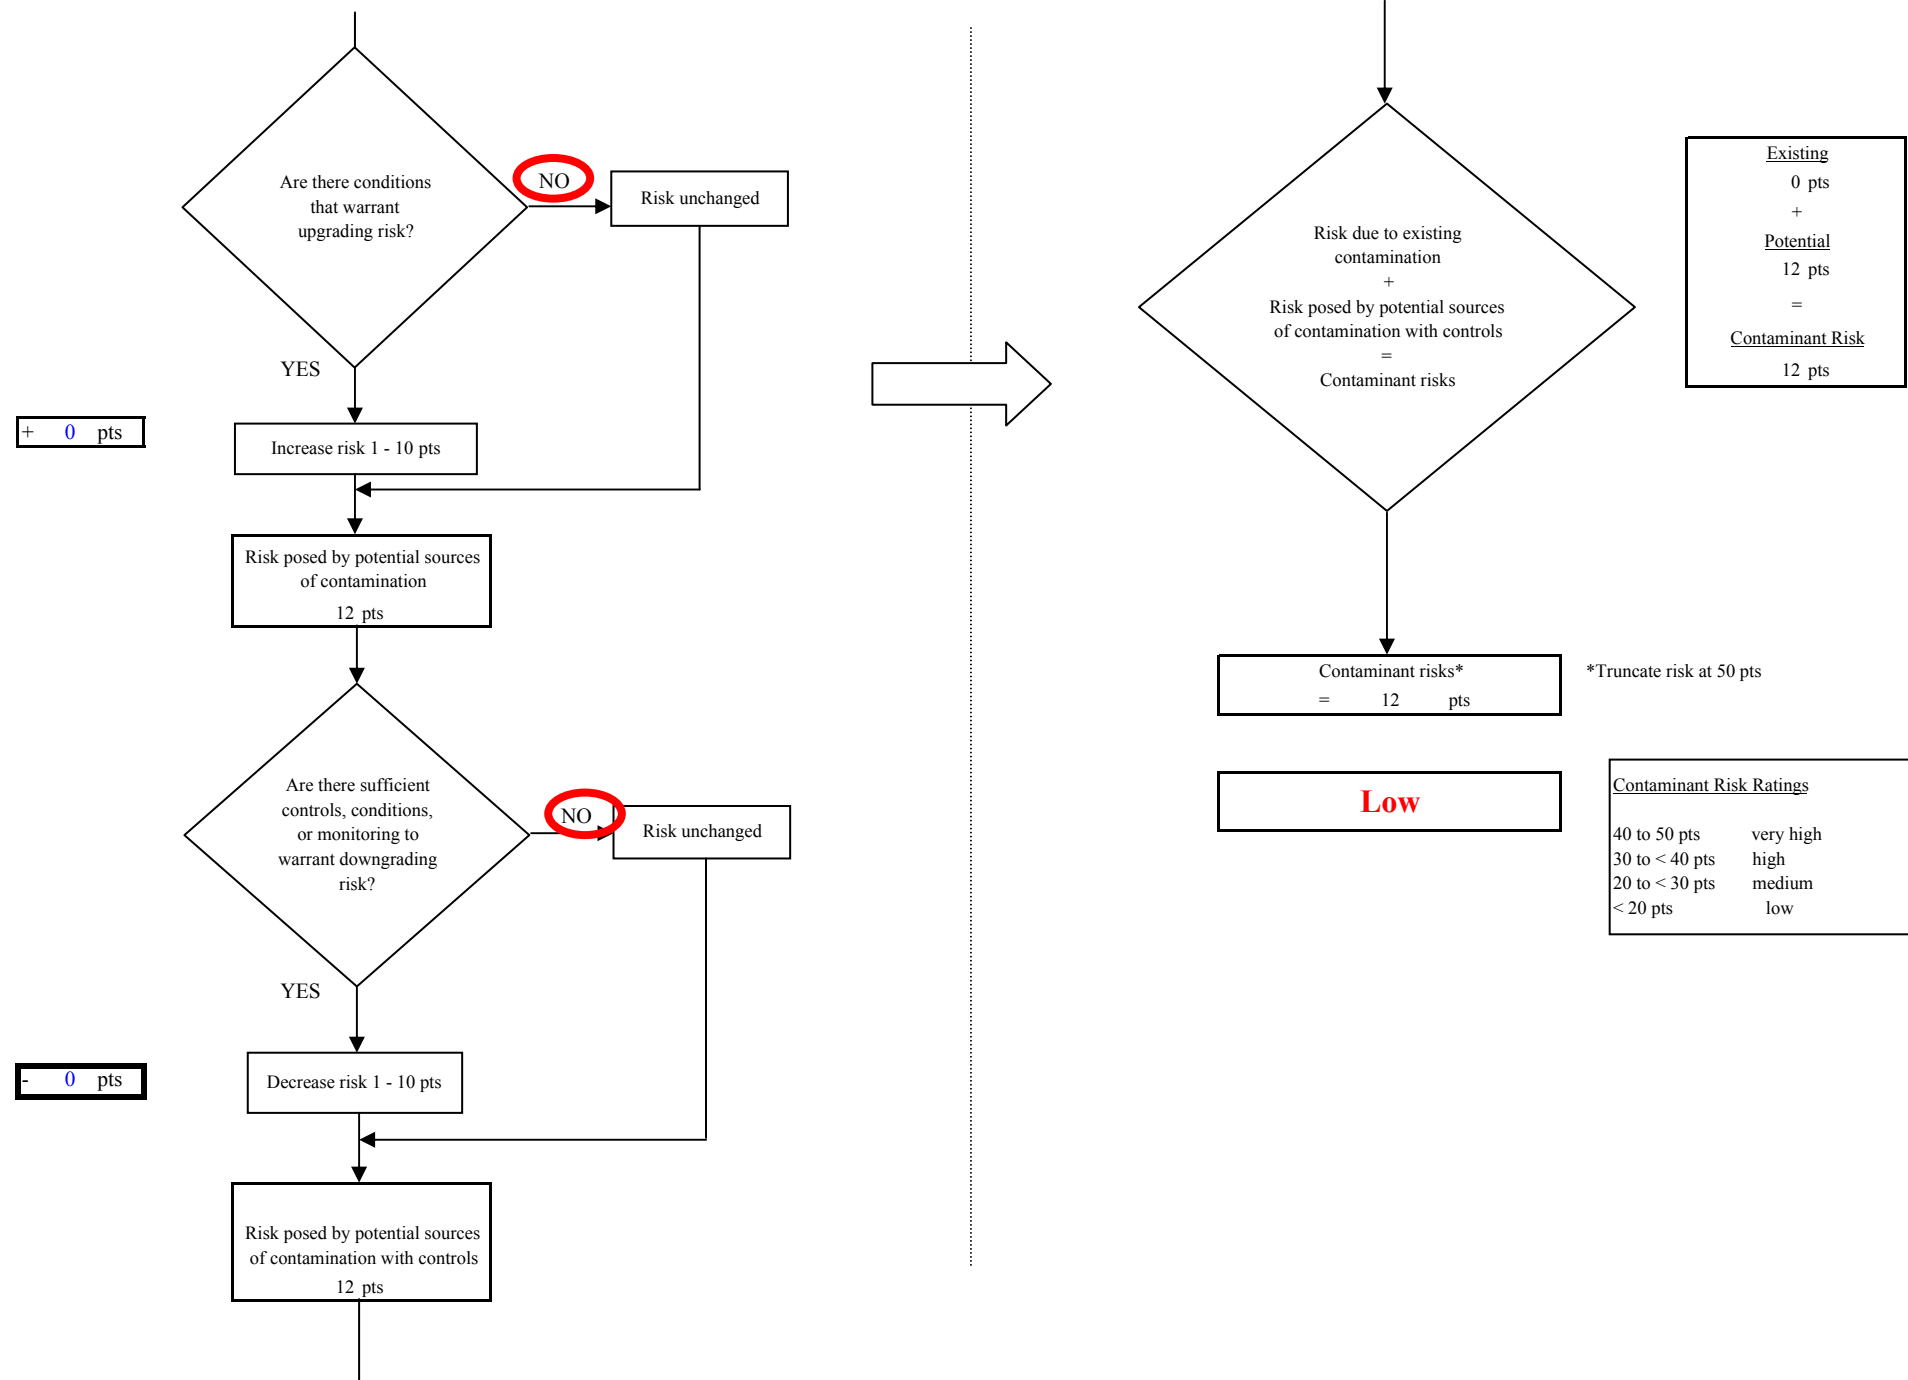 Are there conditions
that warrant
upgrading risk?
NO
Risk unchanged
YES
+ 0 pts
Increase risk 1 - 10 pts
Risk posed by potential sources
of contamination
12 pts
Are there sufficient
controls, conditions,
or monitoring to
warrant downgrading
risk?
NO
Risk unchanged
YES
- 0 pts
Decrease risk 1 - 10 pts
Risk posed by potential sources
of contamination with controls
12 pts
Risk due to existing
contamination
+
Risk posed by potential sources
of contamination with controls
=
Contaminant risks
Existing
0 pts
+
Potential
12 pts
=
Contaminant Risk
12 pts
Contaminant risks*
= 12 pts
*Truncate risk at 50 pts
Low
Contaminant Risk Ratings
40 to 50 pts very high
30 to < 40 pts high
20 to < 30 pts medium
< 20 pts low